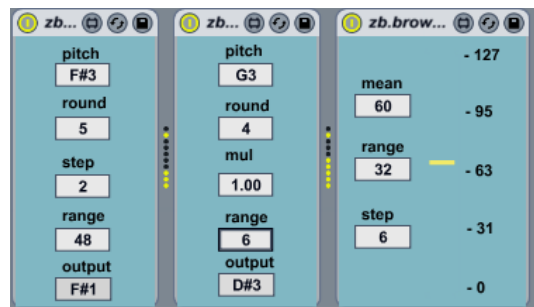 zb...
pitch
F#3
round
5
step
2
range
48
output
F#1
zb...
pitch
G3
round
4
mul
1.00
range
6
output
D#3
zb.brow...
mean
60
range
32
step
6
- 127
- 95
- 63
- 31
- 0